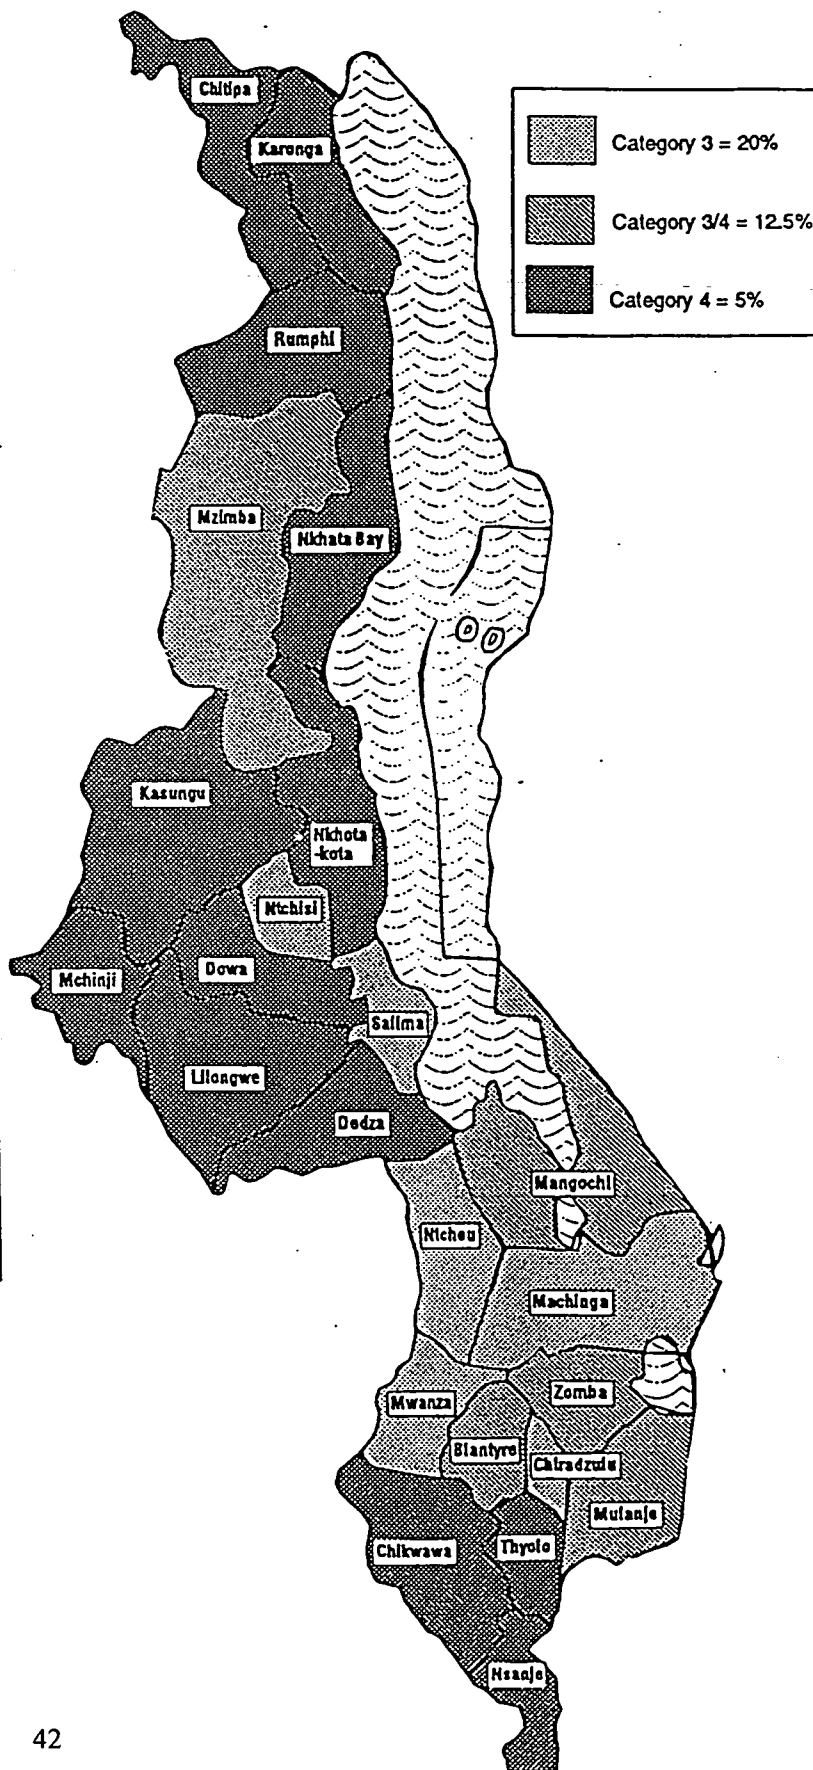 Chitipa
Karonga
Category 3 = 20%
Category 3/4 = 12.5%
Category 4 = 5%
Rumphi
Mzimba
Nkhata Bay
Kasungu
Nkhota
-kota
Ntchisi
Mchinji
Dowa
Salima
Lilongwe
Dedza
Mangochi
Ntcheu
Machinga
Mwanza
Zomba
Blantyre
Chiradzulu
Mulanje
Chikwawa
Thyolo
Nsanje
42